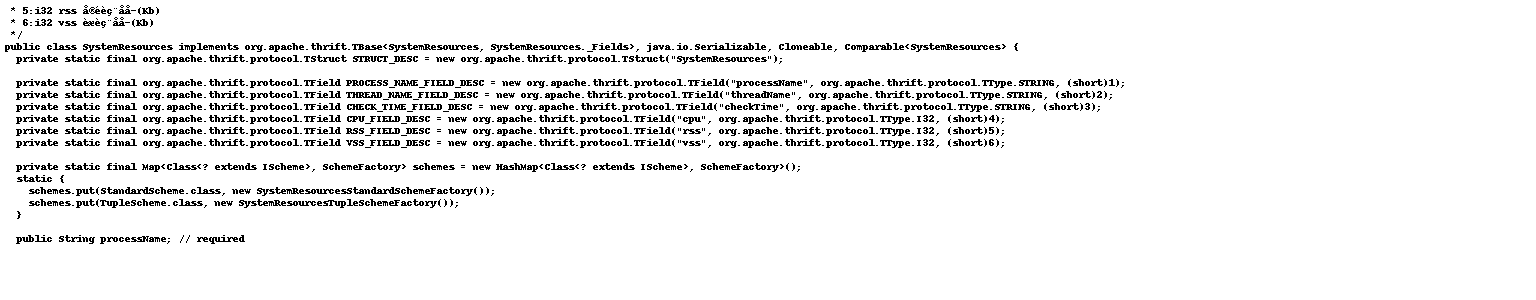 * 5:i32 rss å®éèç¨åå-(Kb)
 * 6:i32 vss èæèç¨åå-(Kb)
 */
public class SystemResources implements org.apache.thrift.TBase<SystemResources, SystemResources._Fields>, java.io.Serializable, Cloneable, Comparable<SystemResources> {
  private static final org.apache.thrift.protocol.TStruct STRUCT_DESC = new org.apache.thrift.protocol.TStruct("SystemResources");
  private static final org.apache.thrift.protocol.TField PROCESS_NAME_FIELD_DESC = new org.apache.thrift.protocol.TField("processName", org.apache.thrift.protocol.TType.STRING, (short)1);
  private static final org.apache.thrift.protocol.TField THREAD_NAME_FIELD_DESC = new org.apache.thrift.protocol.TField("threadName", org.apache.thrift.protocol.TType.STRING, (short)2);
  private static final org.apache.thrift.protocol.TField CHECK_TIME_FIELD_DESC = new org.apache.thrift.protocol.TField("checkTime", org.apache.thrift.protocol.TType.STRING, (short)3);
  private static final org.apache.thrift.protocol.TField CPU_FIELD_DESC = new org.apache.thrift.protocol.TField("cpu", org.apache.thrift.protocol.TType.I32, (short)4);
  private static final org.apache.thrift.protocol.TField RSS_FIELD_DESC = new org.apache.thrift.protocol.TField("rss", org.apache.thrift.protocol.TType.I32, (short)5);
  private static final org.apache.thrift.protocol.TField VSS_FIELD_DESC = new org.apache.thrift.protocol.TField("vss", org.apache.thrift.protocol.TType.I32, (short)6);
  private static final Map<Class<? extends IScheme>, SchemeFactory> schemes = new HashMap<Class<? extends IScheme>, SchemeFactory>();
  static {
    schemes.put(StandardScheme.class, new SystemResourcesStandardSchemeFactory());
    schemes.put(TupleScheme.class, new SystemResourcesTupleSchemeFactory());
  }
  public String processName; // required